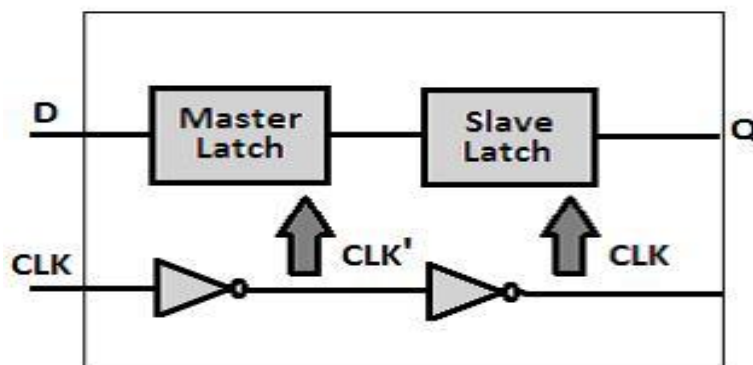 D
Master
Latch
Slave
Latch
Q
CLK
CLK'
CLK